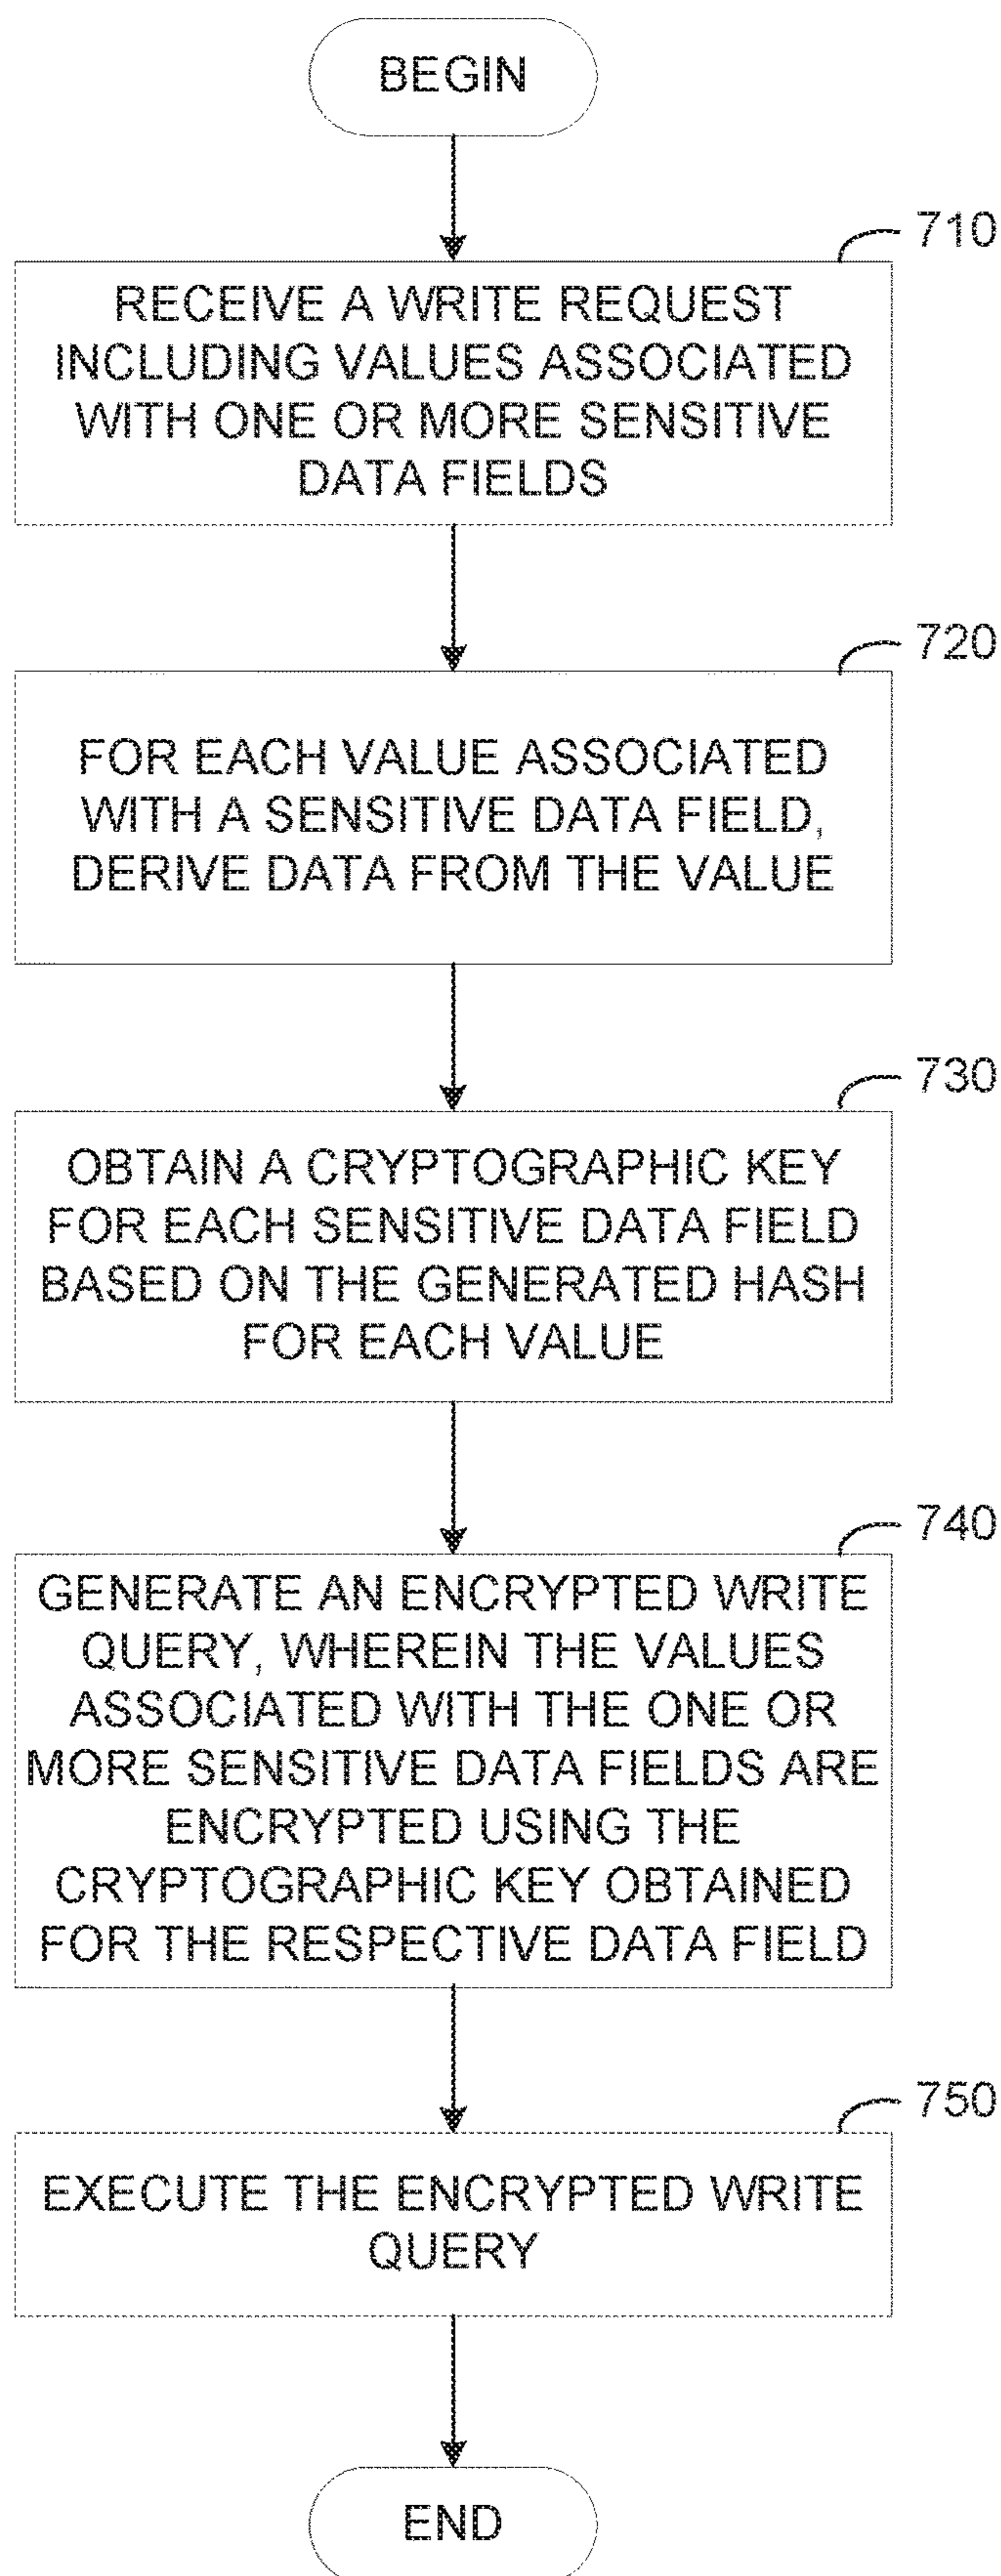 BEGIN
710
RECEIVE A WRITE REQUEST
INCLUDING VALUES ASSOCIATED
WITH ONE OR MORE SENSITIVE
DATA FIELDS
720
FOR EACH VALUE ASSOCIATED
WITH A SENSITIVE DATA FIELD,
DERIVE DATA FROM THE VALUE
730
OBTAIN A CRYPTOGRAPHIC KEY
FOR EACH SENSITIVE DATA FIELD
BASED ON THE GENERATED HASH
FOR EACH VALUE
740
GENERATE AN ENCRYPTED WRITE
QUERY, WHEREIN THE VALUES
ASSOCIATED WITH THE ONE OR
MORE SENSITIVE DATA FIELDS ARE
ENCRYPTED USING THE
CRYPTOGRAPHIC KEY OBTAINED
FOR THE RESPECTIVE DATA FIELD
750
EXECUTE THE ENCRYPTED WRITE
QUERY
END